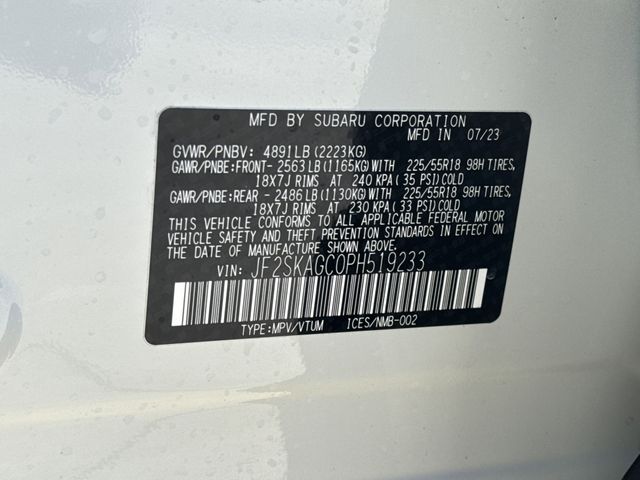 MFD BY SUBARU CORPORATION
MFD IN 07/23
GVWR/PNBV: 4891LB(2223KG)
GAWR/PNBE:FRONT- 2563LB(1165KG)WITH 225/55R18 98H TIRES,
18X7J RIMS AT 240 KPA( 35 PSI)COLD
GAWR/PNBE:REAR - 2486LB(1130KG)WITH 225/55R18 98H TIRES,
18X7J RIMS AT 230 KPA( 33 PSI)COLD
THIS VEHICLE CONFORMS TO ALL APPLICABLE FEDERAL MOTOR
VEHICLE SAFETY AND THEFT PREVENTION STANDARDS IN EFFECT ON
THE DATE OF MANUFACTURE SHOWN ABOVE.
VIN: JF2SKAGC0PH519233
TYPE:MPV/VTUM ICES/NMB-002